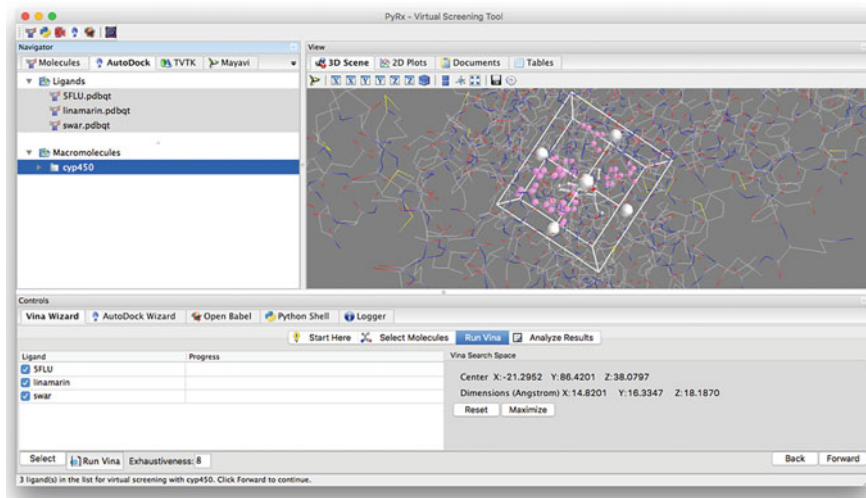 PyRx - Virtual Screening Tool
Navigator
Molecules AutoDock TVTK Mayavi
Ligands
5FLU.pdbqt
linamarin.pdbqt
swar.pdbqt
Macromolecules
cyp450
View
3D Scene 2D Plots Documents Tables
X X Y Y Z Z
Controls
Vina Wizard AutoDock Wizard Open Babel Python Shell Logger
Start Here Select Molecules Run Vina Analyze Results
Ligand Progress
5FLU
linamarin
swar
Vina Search Space
Center X:-21.2952 Y:86.4201 Z:38.0797
Dimensions (Angstrom) X:14.8201 Y:16.3347 Z:18.1870
Reset Maximize
Select Run Vina Exhaustiveness: 8 Back Forward
3 ligand(s) in the list for virtual screening with cyp450. Click Forward to continue.